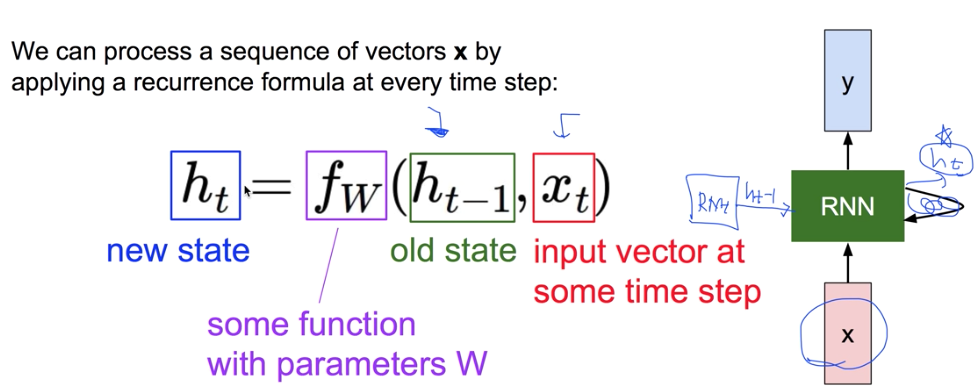 We can process a sequence of vectors x by
applying a recurrence formula at every time step:
h_t = f_W(h_{t-1}, x_t)
new state
old state
input vector at
some time step
some function
with parameters W
y
h_t
h_{t-1}
RNN
x